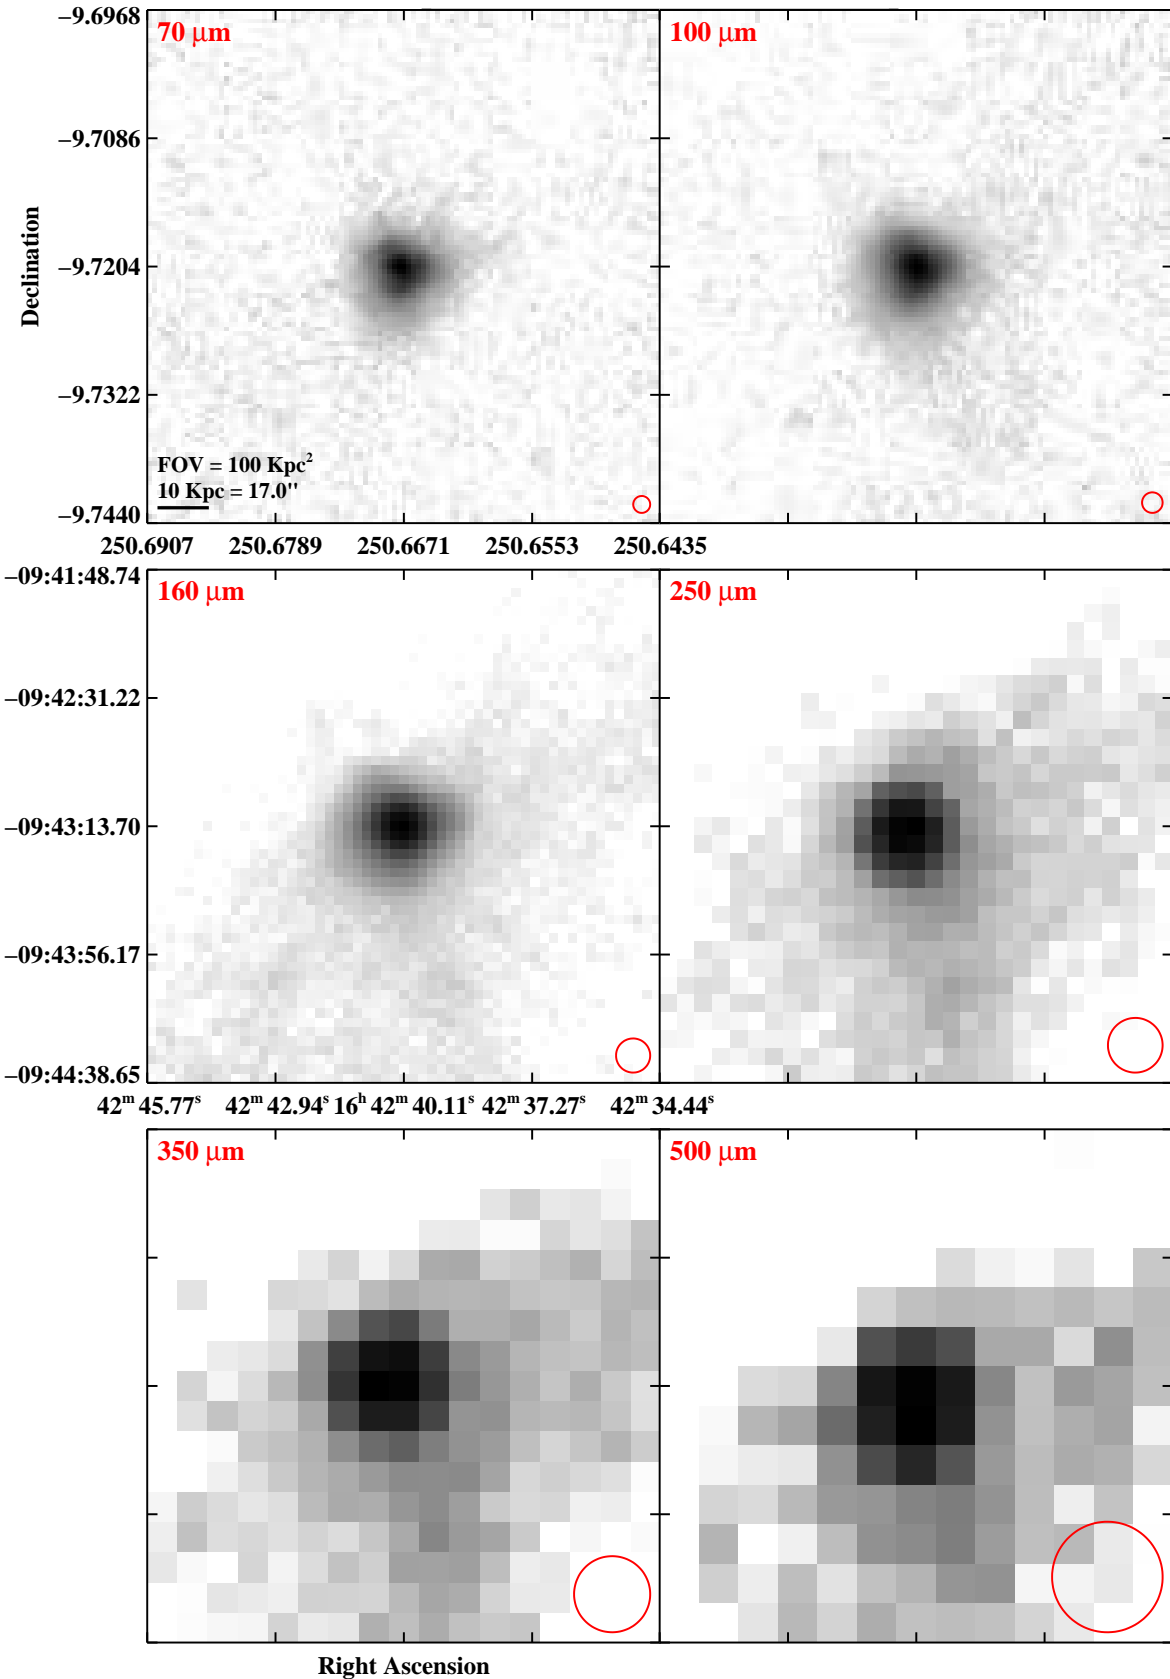 −9.6968
70 μm
100 μm
−9.7086
Declination
−9.7204
−9.7322
FOV = 100 Kpc²
10 Kpc = 17.0"
−9.7440
250.6907 250.6789 250.6671 250.6553 250.6435
−09:41:48.74
160 μm
250 μm
−09:42:31.22
−09:43:13.70
−09:43:56.17
−09:44:38.65
42ᵐ 45.77ˢ 42ᵐ 42.94ˢ 16ʰ 42ᵐ 40.11ˢ 42ᵐ 37.27ˢ 42ᵐ 34.44ˢ
350 μm
500 μm
Right Ascension